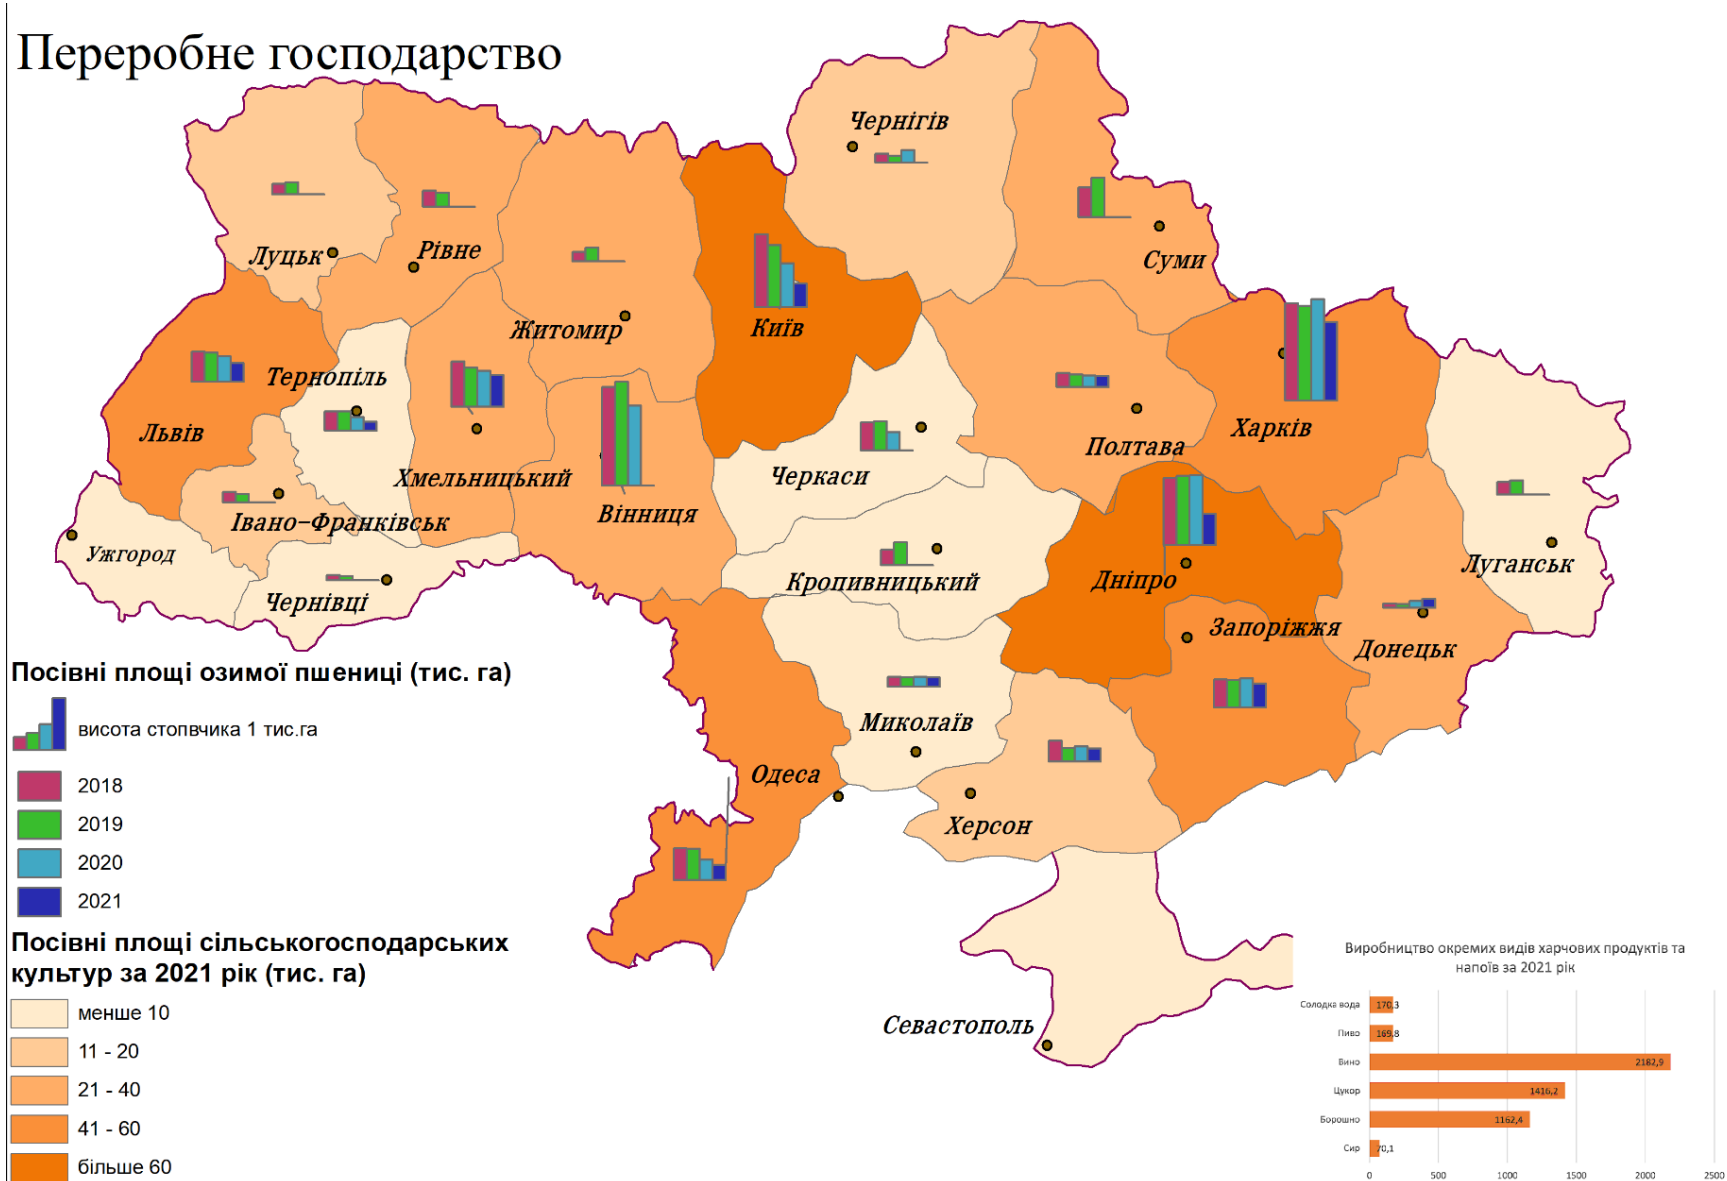 Переробне господарство
Чернігів
Луцьк
Рівне
Суми
Житомир
Київ
Тернопіль
Львів
Харків
Полтава
Хмельницький
Черкаси
Вінниця
Івано-Франківськ
Ужгород
Луганськ
Кропивницький
Дніпро
Чернівці
Запоріжжя
Донецьк
Миколаїв
Одеса
Херсон
Севастополь
Посівні площі озимої пшениці (тис. га)
висота стопвчика 1 тис.га
2018
2019
2020
2021
Посівні площі сільськогосподарських
культур за 2021 рік (тис. га)
менше 10
11 - 20
21 - 40
41 - 60
більше 60
Виробництво окремих видів харчових продуктів та
напоїв за 2021 рік
Солодка вода 170,3
Пиво 169,8
Вино 2182,9
Цукор 1416,2
Борошно 1162,4
Сир 70,1
0 500 1000 1500 2000 2500